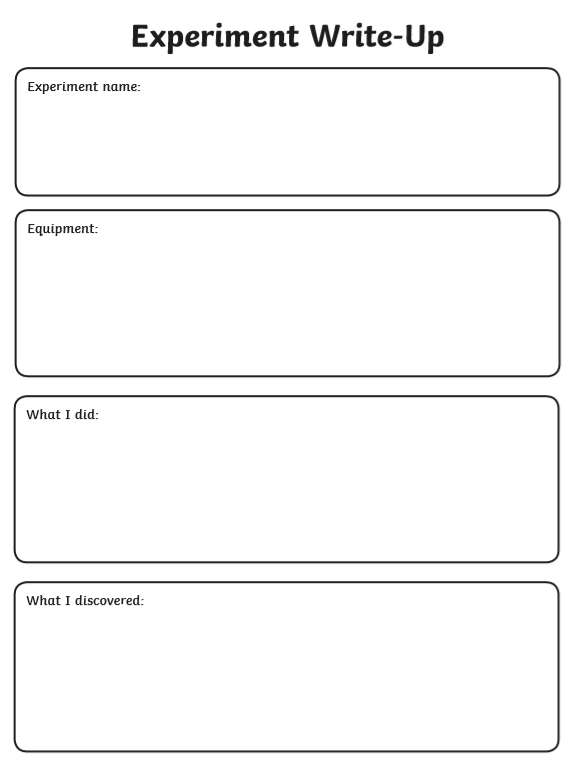 Experiment Write-Up
Experiment name:
Equipment:
What I did:
What I discovered: